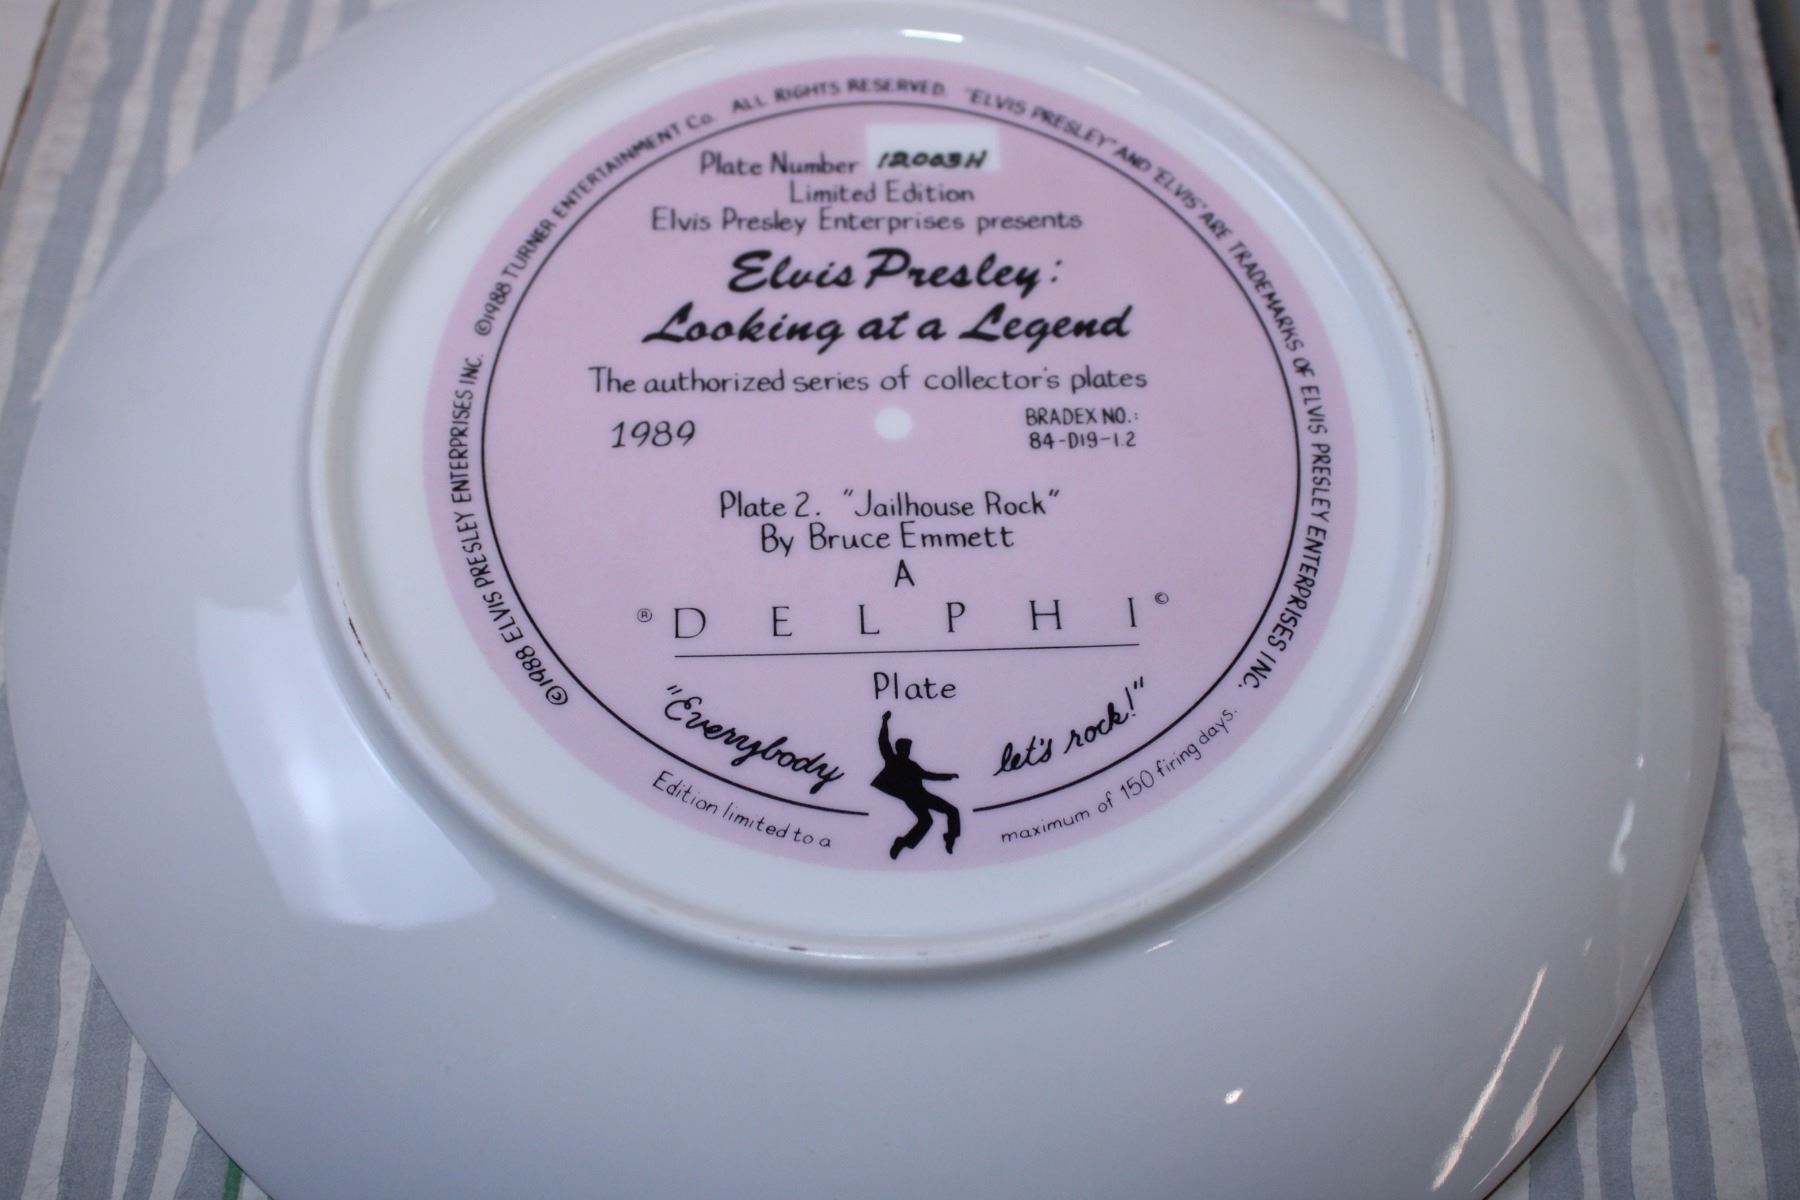 ©1988 ELVIS PRESLEY ENTERPRISES INC. ©1988 TURNER ENTERTAINMENT Co. ALL RIGHTS RESERVED. "ELVIS PRESLEY" AND "ELVIS" ARE TRADEMARKS OF ELVIS PRESLEY ENTERPRISES INC.
Plate Number 12003H
Limited Edition
Elvis Presley Enterprises presents
Elvis Presley:
Looking at a Legend
The authorized series of collector's plates
1989
BRADEX NO.:
84-D19-1.2
Plate 2. "Jailhouse Rock"
By Bruce Emmett
A
® DELPHI ©
Plate
"Everybody let's rock!"
Edition limited to a maximum of 150 firing days.